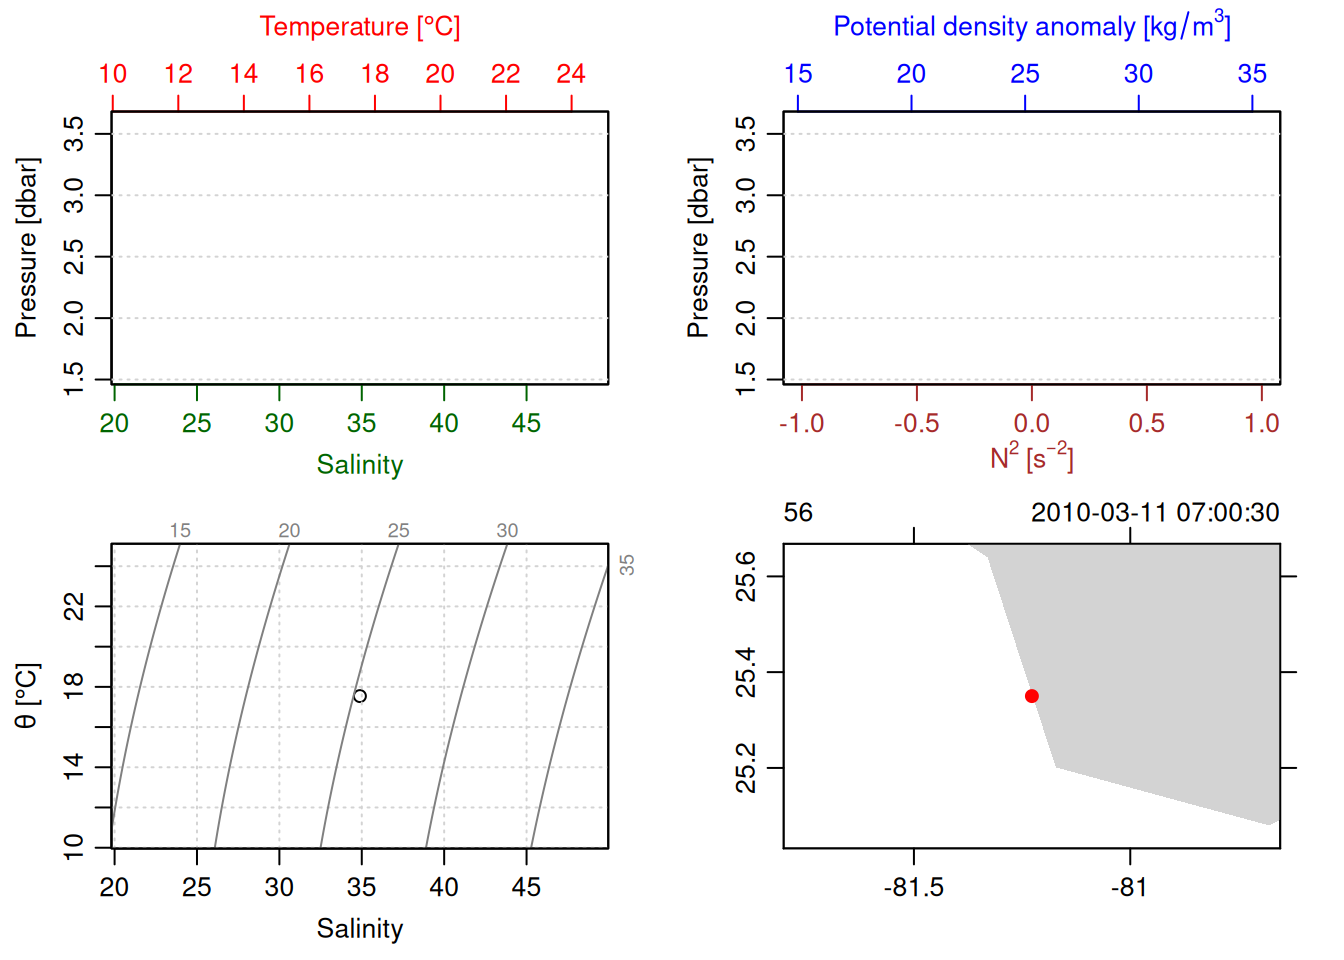 Temperature [°C]
10 12 14 16 18 20 22 24
Pressure [dbar]
3.5
3.0
2.5
2.0
1.5
20 25 30 35 40 45
Salinity
Potential density anomaly [kg/m³]
15 20 25 30 35
Pressure [dbar]
3.5
3.0
2.5
2.0
1.5
-1.0 -0.5 0.0 0.5 1.0
N² [s⁻²]
15 20 25 30
35
θ [°C]
22
18
14
10
20 25 30 35 40 45
Salinity
56 2010-03-11 07:00:30
25.6
25.4
25.2
-81.5 -81